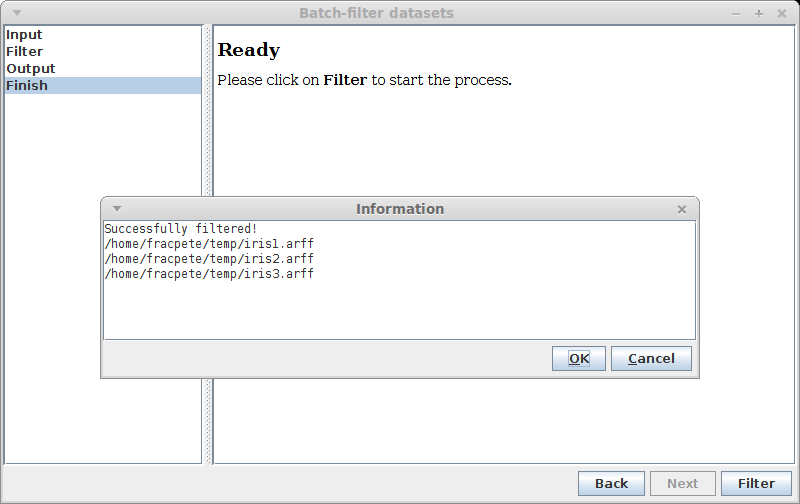 Batch-filter datasets
Input
Filter
Output
Finish
Ready
Please click on Filter to start the process.
Information
Successfully filtered!
/home/fracpete/temp/iris1.arff
/home/fracpete/temp/iris2.arff
/home/fracpete/temp/iris3.arff
OK
Cancel
Back
Next
Filter